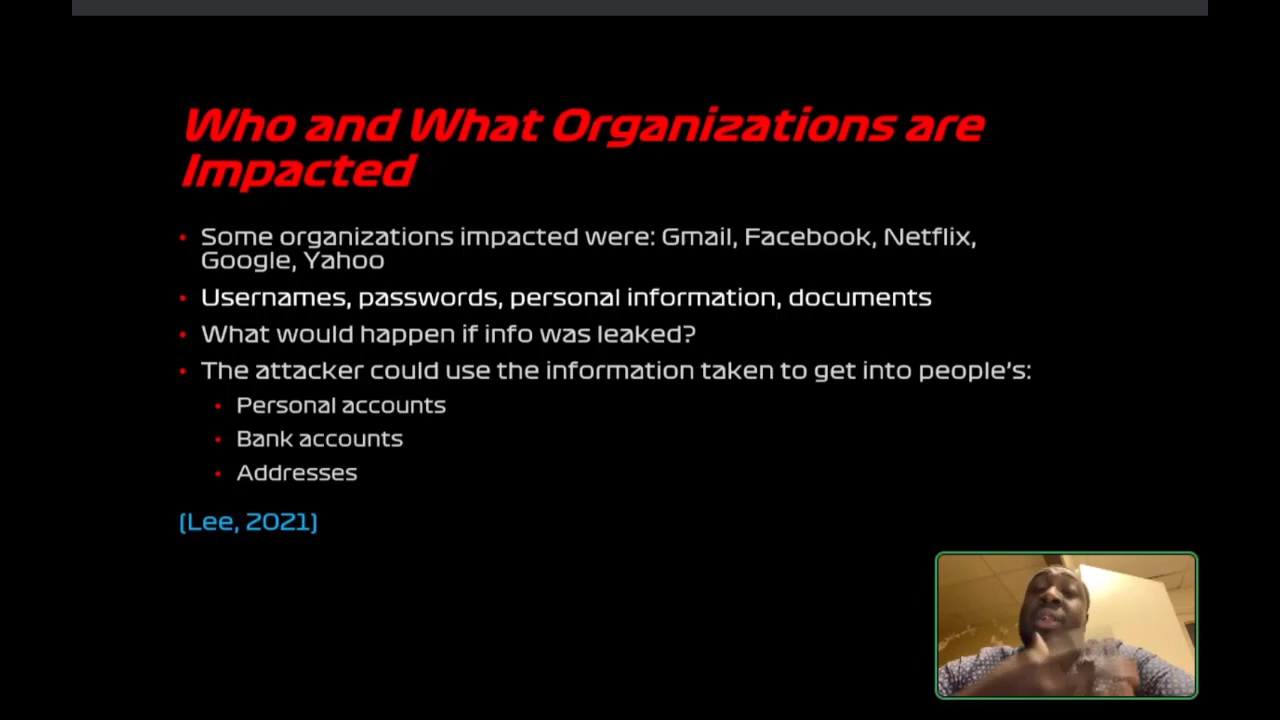 Who and What Organizations are
Impacted
• Some organizations impacted were: Gmail, Facebook, Netflix,
Google, Yahoo
• Usernames, passwords, personal information, documents
• What would happen if info was leaked?
• The attacker could use the information taken to get into people’s:
• Personal accounts
• Bank accounts
• Addresses
(Lee, 2021)